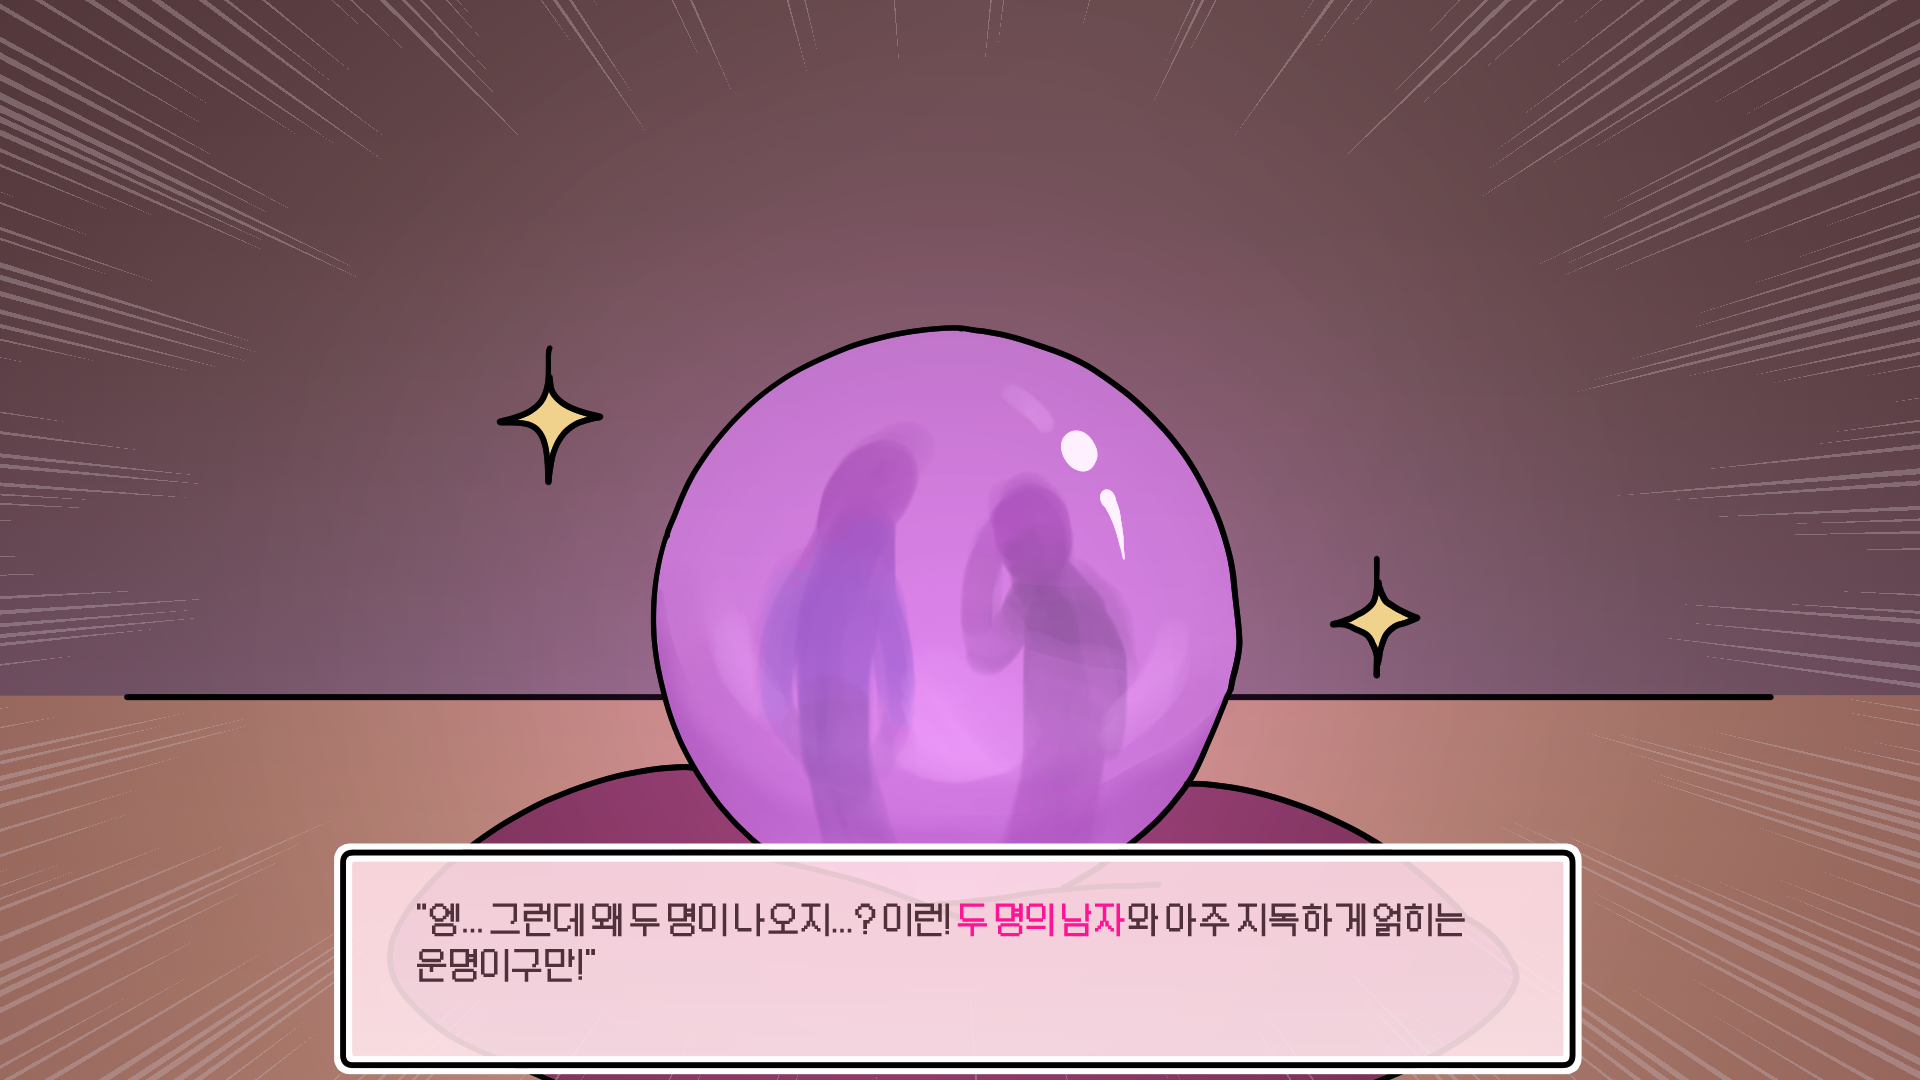 "엥... 그런데 왜 두 명이 나오지...? 이런! 두 명의 남자와 아주 지독하게 얽히는
운명이구만!"